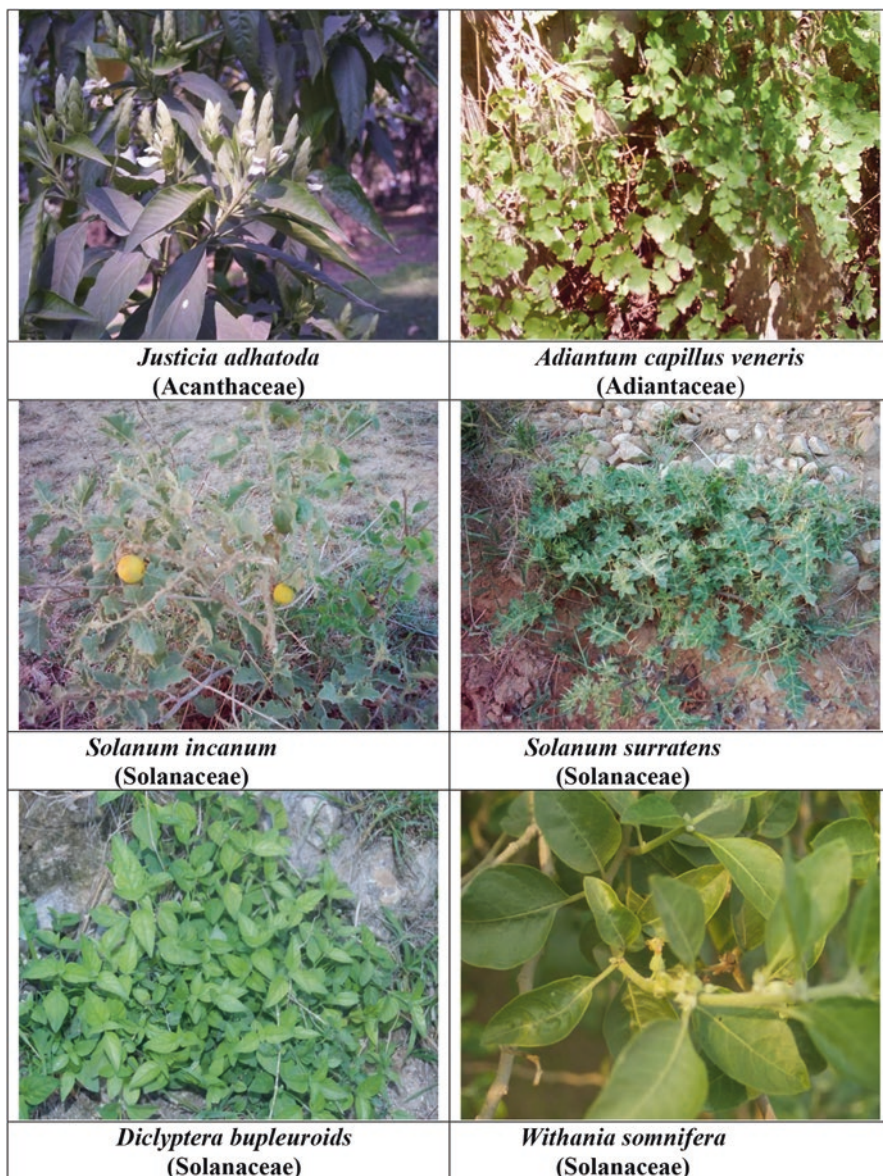 Justicia adhatoda
(Acanthaceae)
Adiantum capillus veneris
(Adiantaceae)
Solanum incanum
(Solanaceae)
Solanum surratens
(Solanaceae)
Diclyptera bupleuroids
(Solanaceae)
Withania somnifera
(Solanaceae)